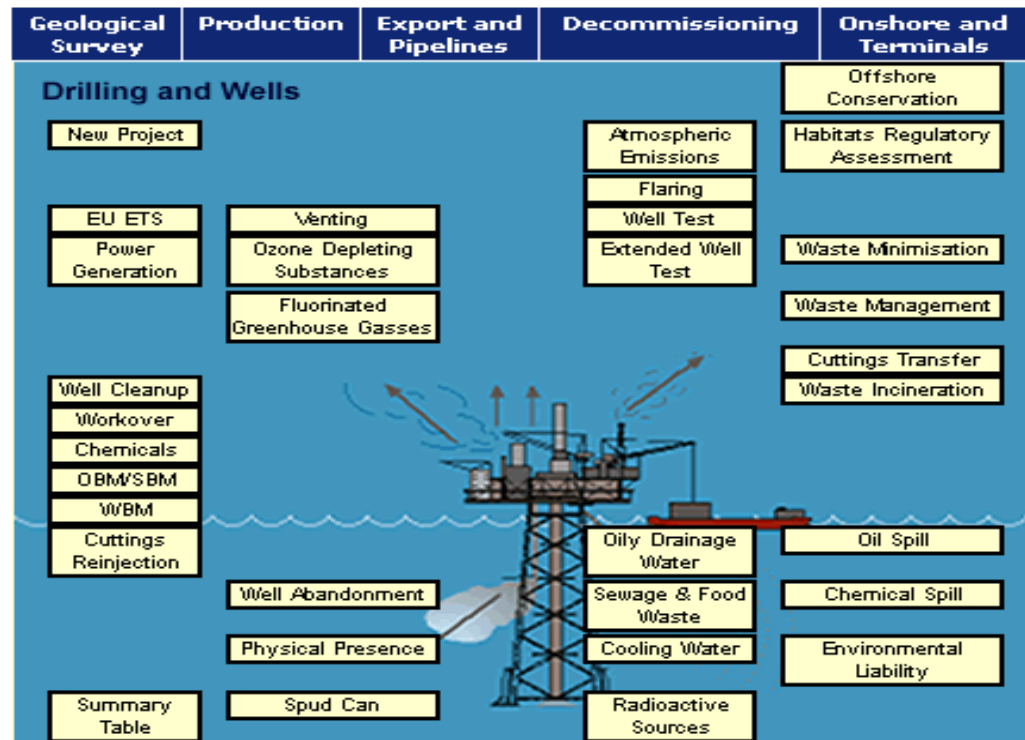 Geological
Survey
Production
Export and
Pipelines
Decommissioning
Onshore and
Terminals
Drilling and Wells
Offshore
Conservation
New Project
Atmospheric
Emissions
Habitats Regulatory
Assessment
Flaring
EU ETS
Venting
Well Test
Power
Generation
Ozone Depleting
Substances
Extended Well
Test
Waste Minimisation
Fluorinated
Greenhouse Gasses
Waste Management
Cuttings Transfer
Well Cleanup
Waste Incineration
Workover
Chemicals
OBM/SBM
WBM
Cuttings
Reinjection
Oily Drainage
Water
Oil Spill
Well Abandonment
Sewage & Food
Waste
Chemical Spill
Physical Presence
Cooling Water
Environmental
Liability
Summary
Table
Spud Can
Radioactive
Sources